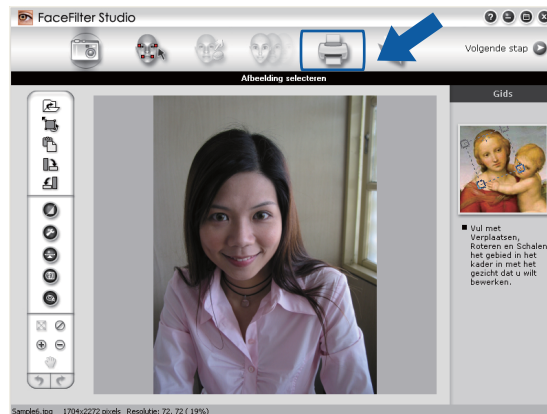 FaceFilter Studio
Volgende stap
Afbeelding selecteren
Gids
Vul met
Verplaatsen,
Roteren en Schalen
het gebied in het
kader in met het
gezicht dat u wilt
bewerken.
Sample6.jpg 1704x2272 pixels Resolutie: 72, 72 ( 19%)